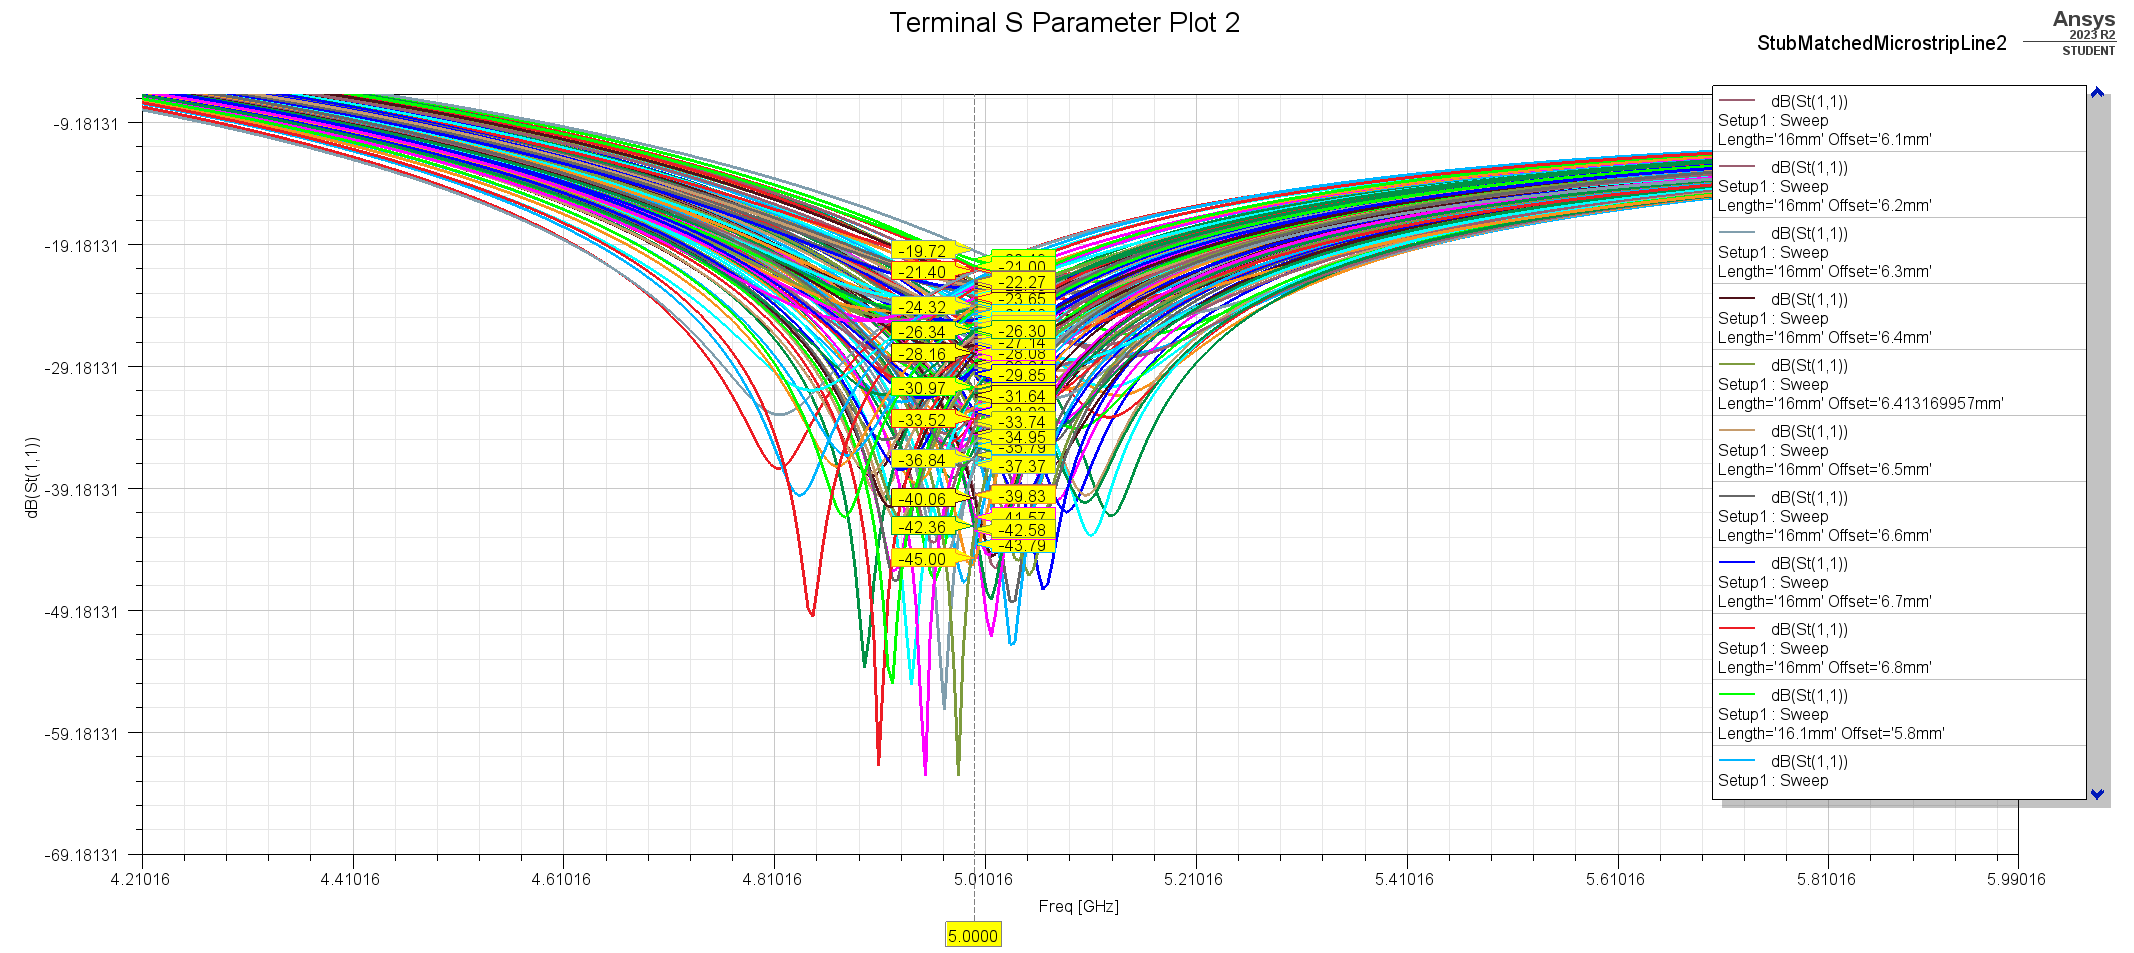 Terminal S Parameter Plot 2
Ansys
2023 R2
STUDENT
StubMatchedMicrostripLine2
dB(St(1,1))
-9.18131
-19.18131
-29.18131
-39.18131
-49.18131
-59.18131
-69.18131
4.21016
4.41016
4.61016
4.81016
5.01016
5.21016
5.41016
5.61016
5.81016
5.99016
Freq [GHz]
5.0000
-19.72
-21.40
-24.32
-26.34
-28.16
-30.97
-33.52
-36.84
-40.06
-42.36
-45.00
-21.00
-22.27
-23.65
-26.30
-27.14
-28.08
-29.85
-31.64
-33.74
-34.95
-35.79
-37.37
-39.83
-41.57
-42.58
-43.79
dB(St(1,1))
Setup1 : Sweep
Length='16mm' Offset='6.1mm'
dB(St(1,1))
Setup1 : Sweep
Length='16mm' Offset='6.2mm'
dB(St(1,1))
Setup1 : Sweep
Length='16mm' Offset='6.3mm'
dB(St(1,1))
Setup1 : Sweep
Length='16mm' Offset='6.4mm'
dB(St(1,1))
Setup1 : Sweep
Length='16mm' Offset='6.413169957mm'
dB(St(1,1))
Setup1 : Sweep
Length='16mm' Offset='6.5mm'
dB(St(1,1))
Setup1 : Sweep
Length='16mm' Offset='6.6mm'
dB(St(1,1))
Setup1 : Sweep
Length='16mm' Offset='6.7mm'
dB(St(1,1))
Setup1 : Sweep
Length='16mm' Offset='6.8mm'
dB(St(1,1))
Setup1 : Sweep
Length='16.1mm' Offset='5.8mm'
dB(St(1,1))
Setup1 : Sweep